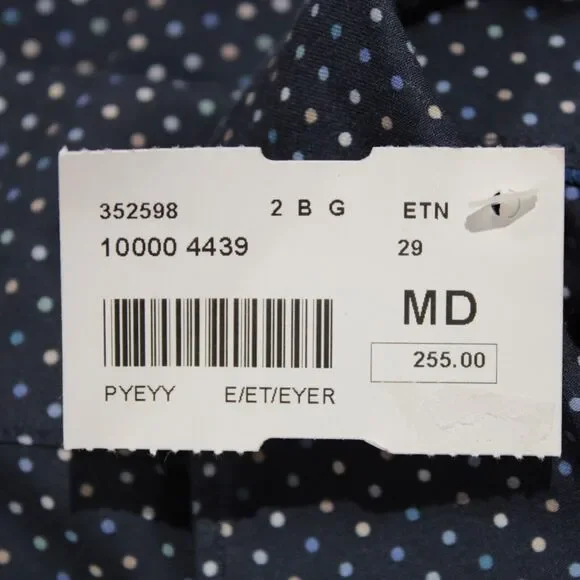 352598 2 B G ETN
10000 4439 29
MD
255.00
PYEYY E/ET/EYER